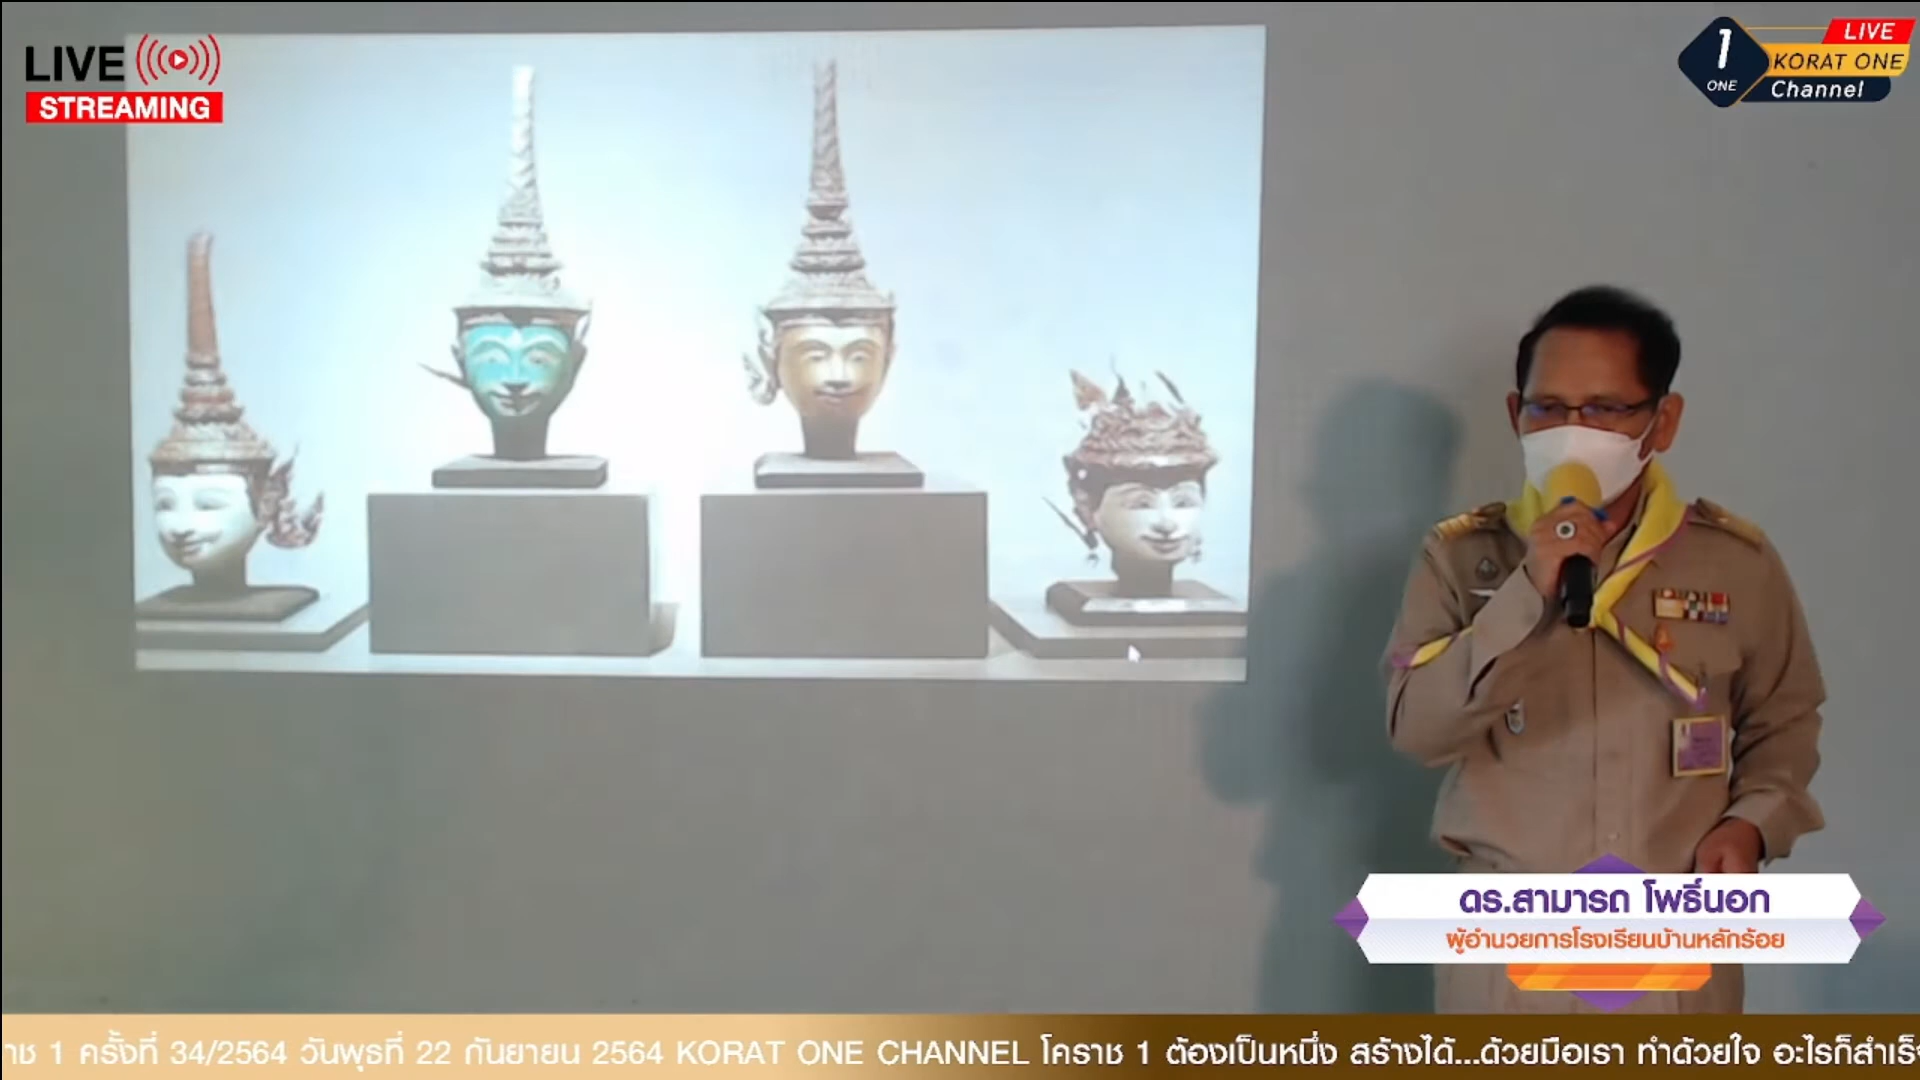 LIVE
STREAMING
1
ONE
LIVE
KORAT ONE
Channel
ดร.สามารถ โพธิ์นอก
ผู้อำนวยการโรงเรียนบ้านหลักร้อย
าช 1 ครั้งที่ 34/2564 วันพุธที่ 22 กันยายน 2564 KORAT ONE CHANNEL โคราช 1 ต้องเป็นหนึ่ง สร้างได้...ด้วยมือเรา ทำด้วยใจ อะไรก็สำเร็จ